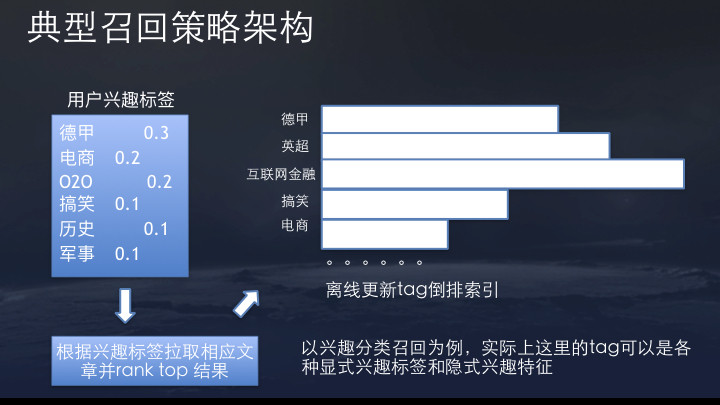 典型召回策略架构
用户兴趣标签
德甲 0.3
电商 0.2
O2O 0.2
搞笑 0.1
历史 0.1
军事 0.1
根据兴趣标签拉取相应文
章并rank top 结果
德甲
英超
互联网金融
搞笑
电商
。。。。。。
离线更新tag倒排索引
以兴趣分类召回为例，实际上这里的tag可以是各
种显式兴趣标签和隐式兴趣特征